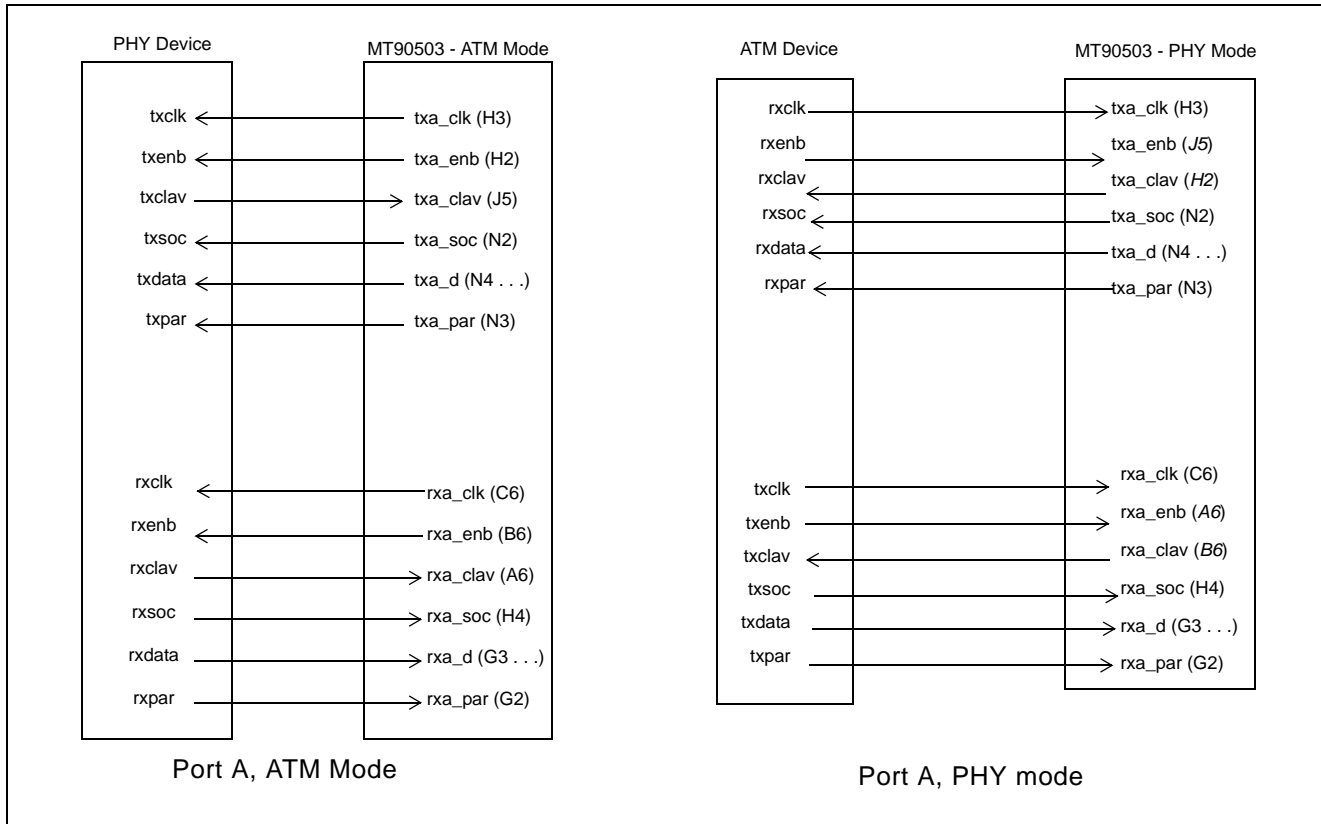 PHY Device
MT90503 - ATM Mode
txclk
txa_clk (H3)
txenb
txa_enb (H2)
txclav
txa_clav (J5)
txsoc
txa_soc (N2)
txdata
txa_d (N4 . . .)
txpar
txa_par (N3)
rxclk
rxa_clk (C6)
rxenb
rxa_enb (B6)
rxclav
rxa_clav (A6)
rxsoc
rxa_soc (H4)
rxdata
rxa_d (G3 . . .)
rxpar
rxa_par (G2)
Port A, ATM Mode
ATM Device
MT90503 - PHY Mode
rxclk
txa_clk (H3)
rxenb
txa_enb (J5)
rxclav
txa_clav (H2)
rxsoc
txa_soc (N2)
rxdata
txa_d (N4 . . .)
rxpar
txa_par (N3)
txclk
rxa_clk (C6)
txenb
rxa_enb (A6)
txclav
rxa_clav (B6)
txsoc
rxa_soc (H4)
txdata
rxa_d (G3 . . .)
txpar
rxa_par (G2)
Port A, PHY mode